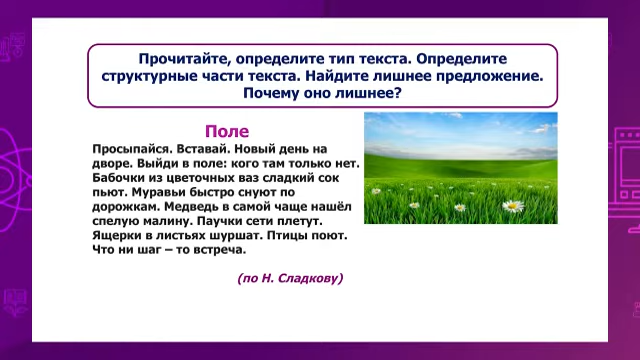 Прочитайте, определите тип текста. Определите
структурные части текста. Найдите лишнее предложение.
Почему оно лишнее?
Поле
Просыпайся. Вставай. Новый день на
дворе. Выйди в поле: кого там только нет.
Бабочки из цветочных ваз сладкий сок
пьют. Муравьи быстро снуют по
дорожкам. Медведь в самой чаще нашёл
спелую малину. Паучки сети плетут.
Ящерки в листьях шуршат. Птицы поют.
Что ни шаг – то встреча.
(по Н. Сладкову)